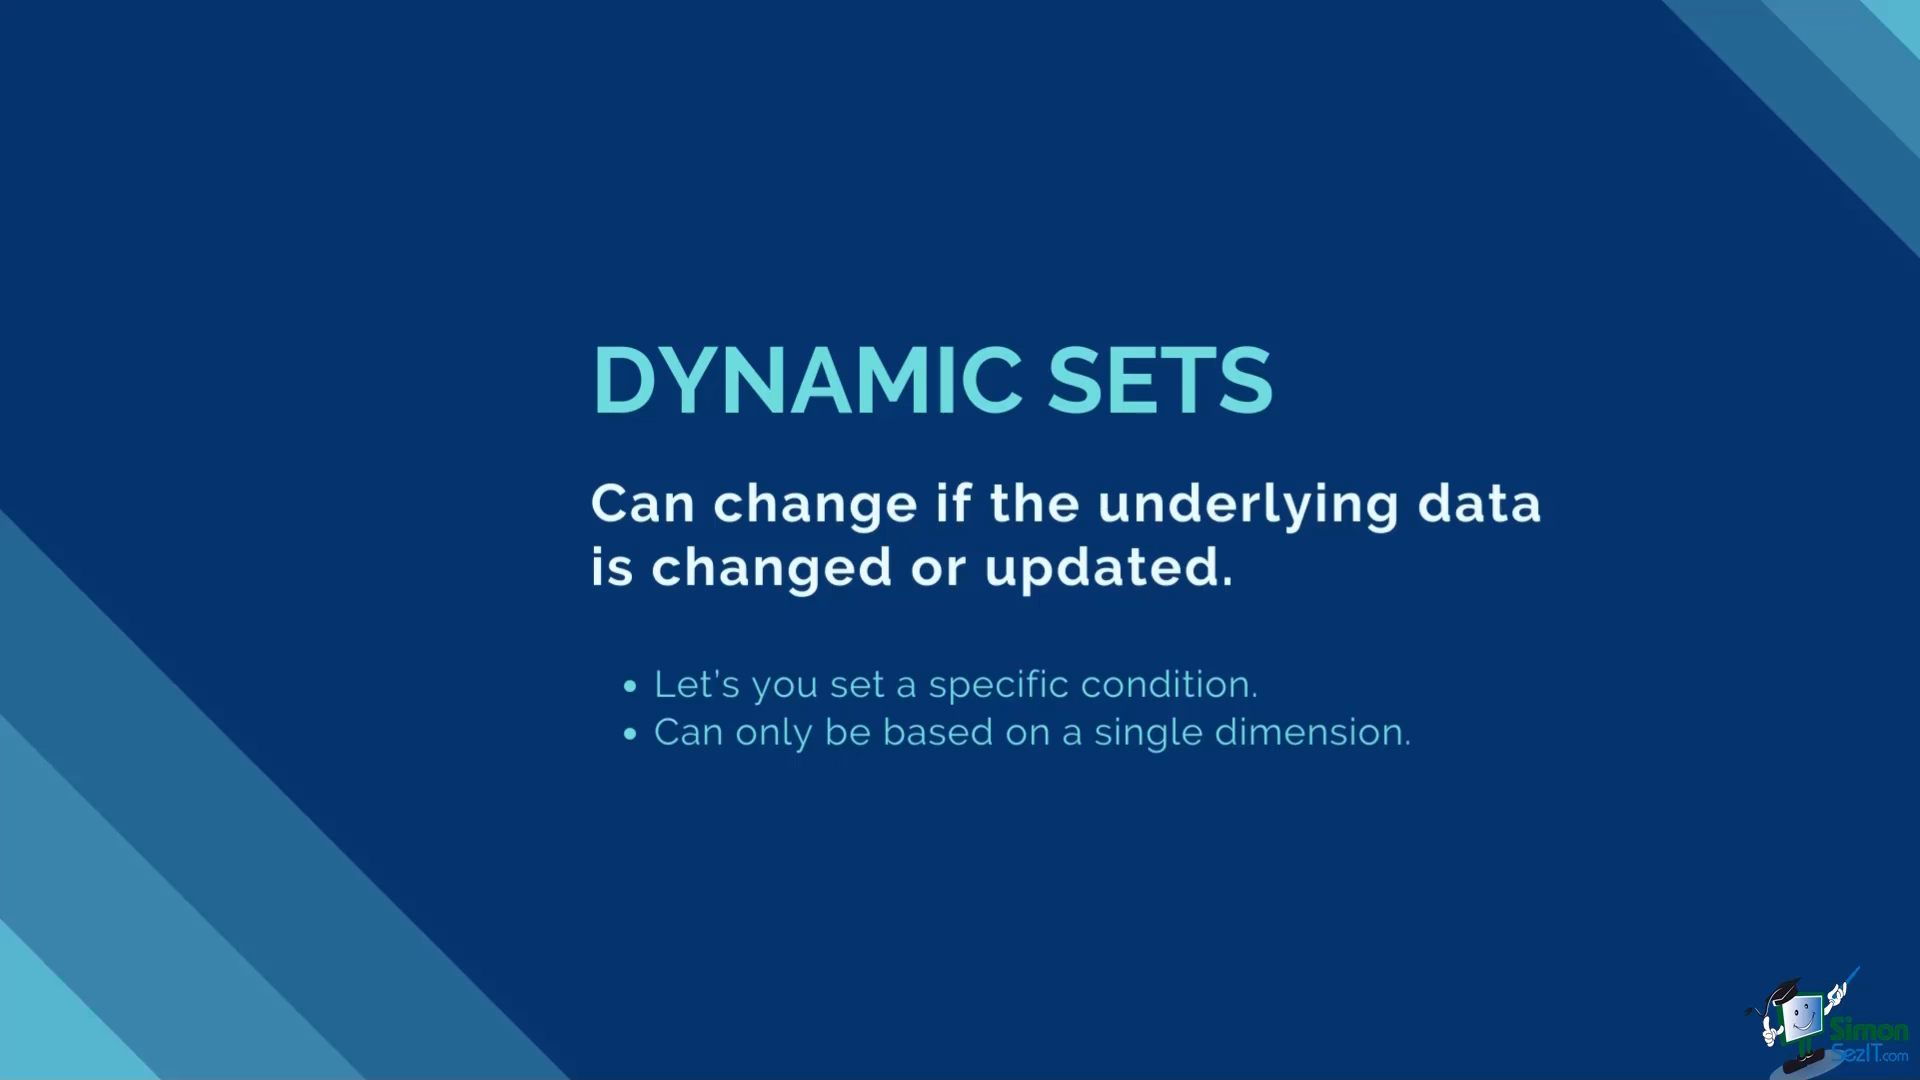 DYNAMIC SETS
Can change if the underlying data
is changed or updated.
• Let's you set a specific condition.
• Can only be based on a single dimension.
Simon
SezIT.com